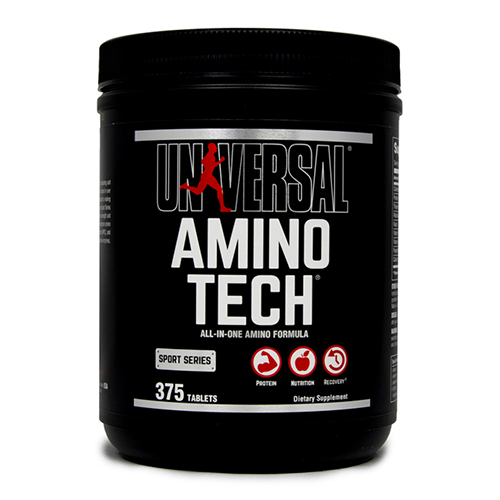 UNIVERSAL®
AMINO
TECH®
ALL-IN-ONE AMINO FORMULA
SPORT SERIES
375 TABLETS
PROTEIN
NUTRITION
RECOVERY
Dietary Supplement